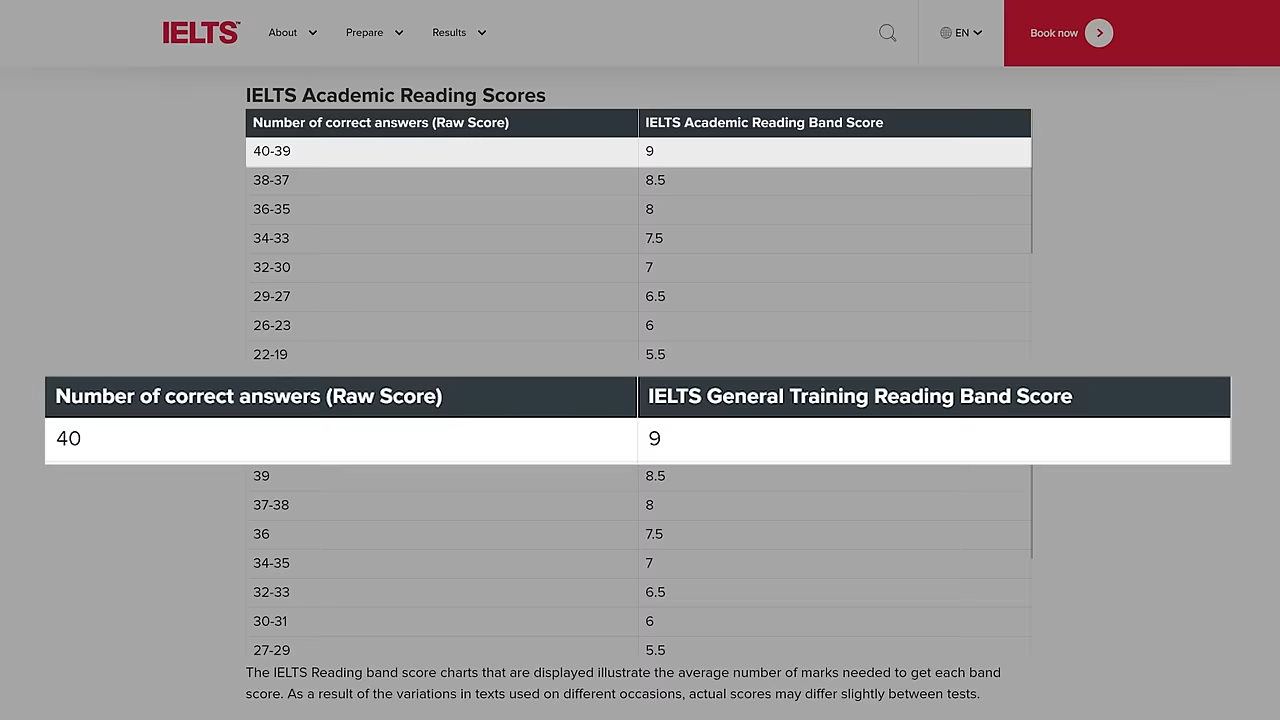 IELTS™ About Prepare Results EN Book now
IELTS Academic Reading Scores
Number of correct answers (Raw Score) IELTS Academic Reading Band Score
40-39 9
38-37 8.5
36-35 8
34-33 7.5
32-30 7
29-27 6.5
26-23 6
22-19 5.5
Number of correct answers (Raw Score) IELTS General Training Reading Band Score
40 9
39 8.5
37-38 8
36 7.5
34-35 7
32-33 6.5
30-31 6
27-29 5.5
The IELTS Reading band score charts that are displayed illustrate the average number of marks needed to get each band
score. As a result of the variations in texts used on different occasions, actual scores may differ slightly between tests.